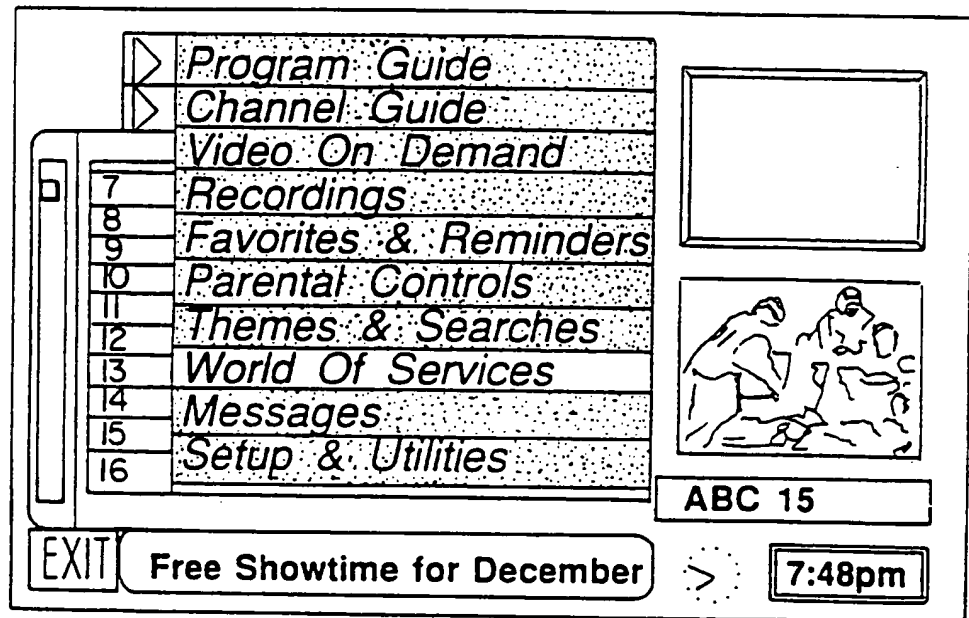 Program Guide
Channel Guide
Video On Demand
7
Recordings
8
9
Favorites & Reminders
10
Parental Controls
11
12
Themes & Searches
13
World Of Services
14
Messages
15
16
Setup & Utilities
ABC 15
EXIT
Free Showtime for December
7:48pm